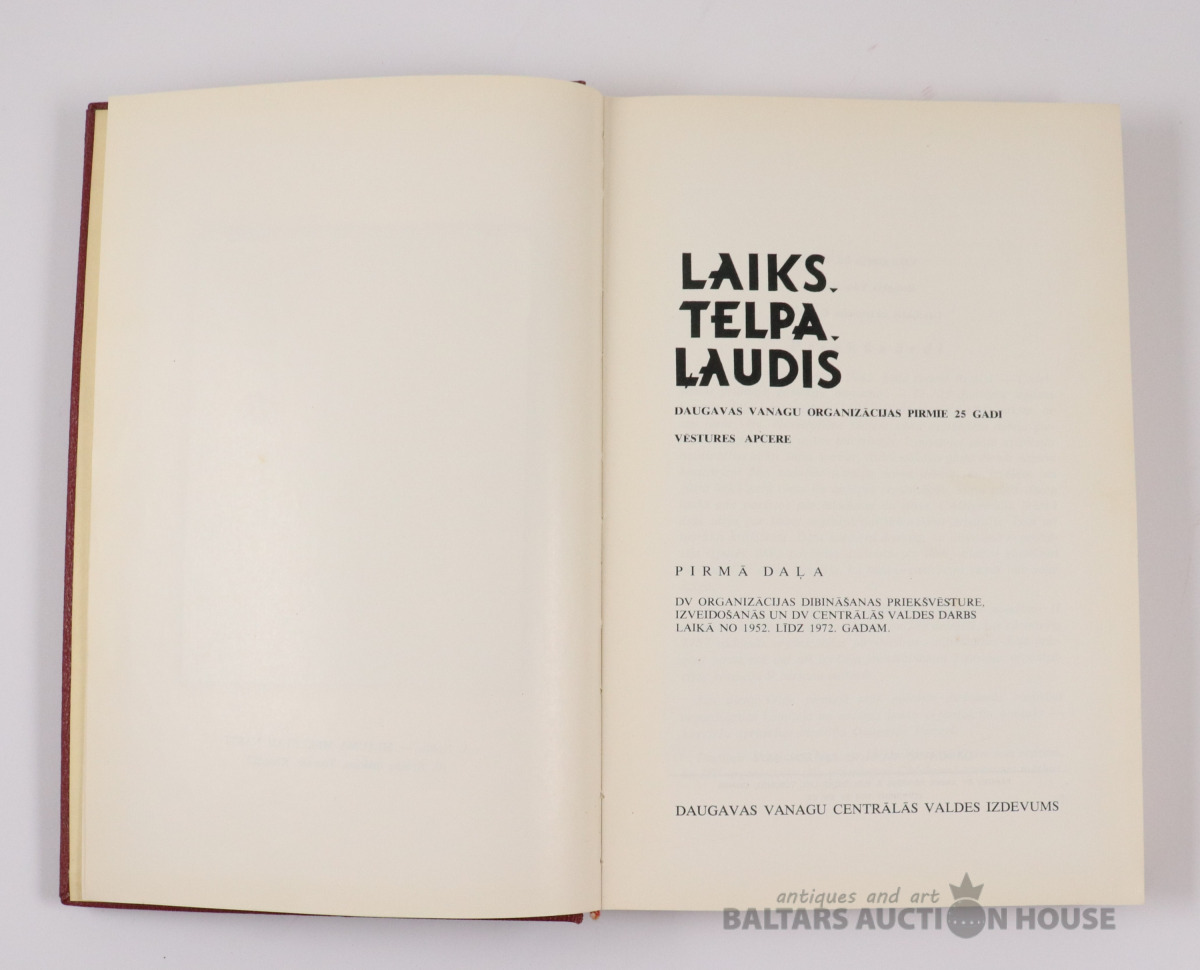 LAIKS.
TELPA.
ĻAUDIS
DAUGAVAS VANAGU ORGANIZĀCIJAS PIRMIE 25 GADI
VĒSTURES APCERE
PIRMĀ DAĻA
DV ORGANIZĀCIJAS DIBINĀŠANAS PRIEKŠVĒSTURE,
IZVEIDOŠANĀS UN DV CENTRĀLĀS VALDES DARBS
LAIKĀ NO 1952. LĪDZ 1972. GADAM.
DAUGAVAS VANAGU CENTRĀLĀS VALDES IZDEVUMS
antiques and art
BALTARS AUCTION HOUSE